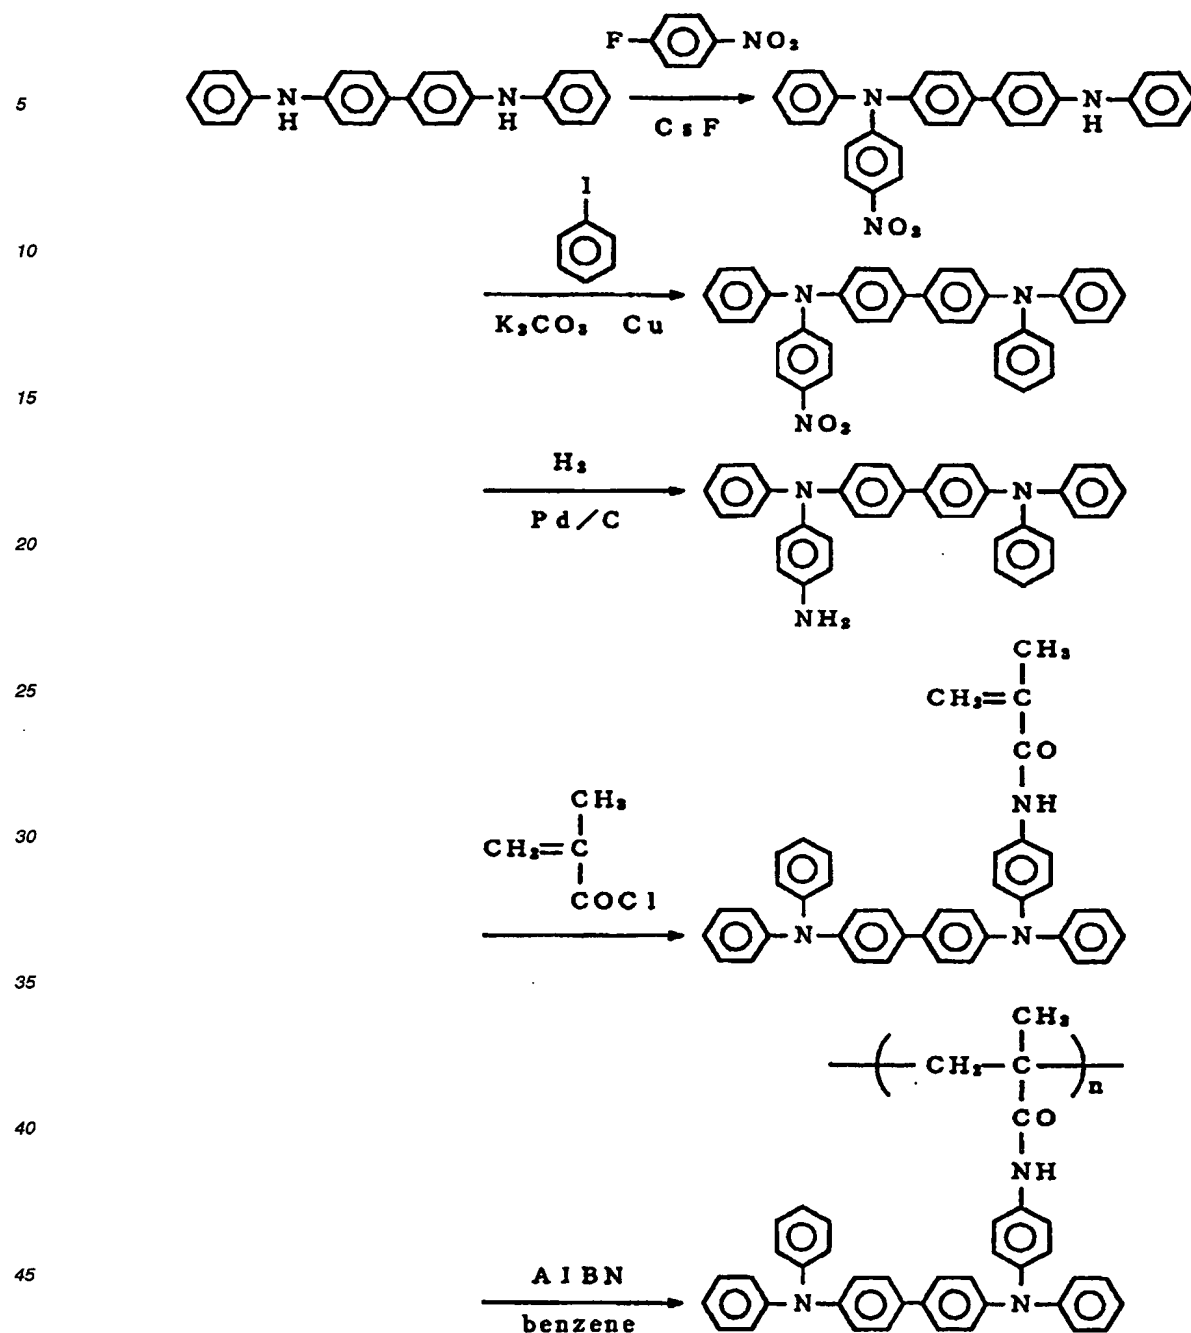 F NO₂
5
N N N N
H H CsF H
NO₂
I
10
N N
K₂CO₃ Cu
15
NO₂
H₂
N N
Pd/C
20
NH₂
CH₃
25
CH₂=C
CO
CH₃ NH
30
CH₂=C
COCl
N N
35
CH₃
CH₂ C n
CO
40
NH
45
AIBN
N N
benzene